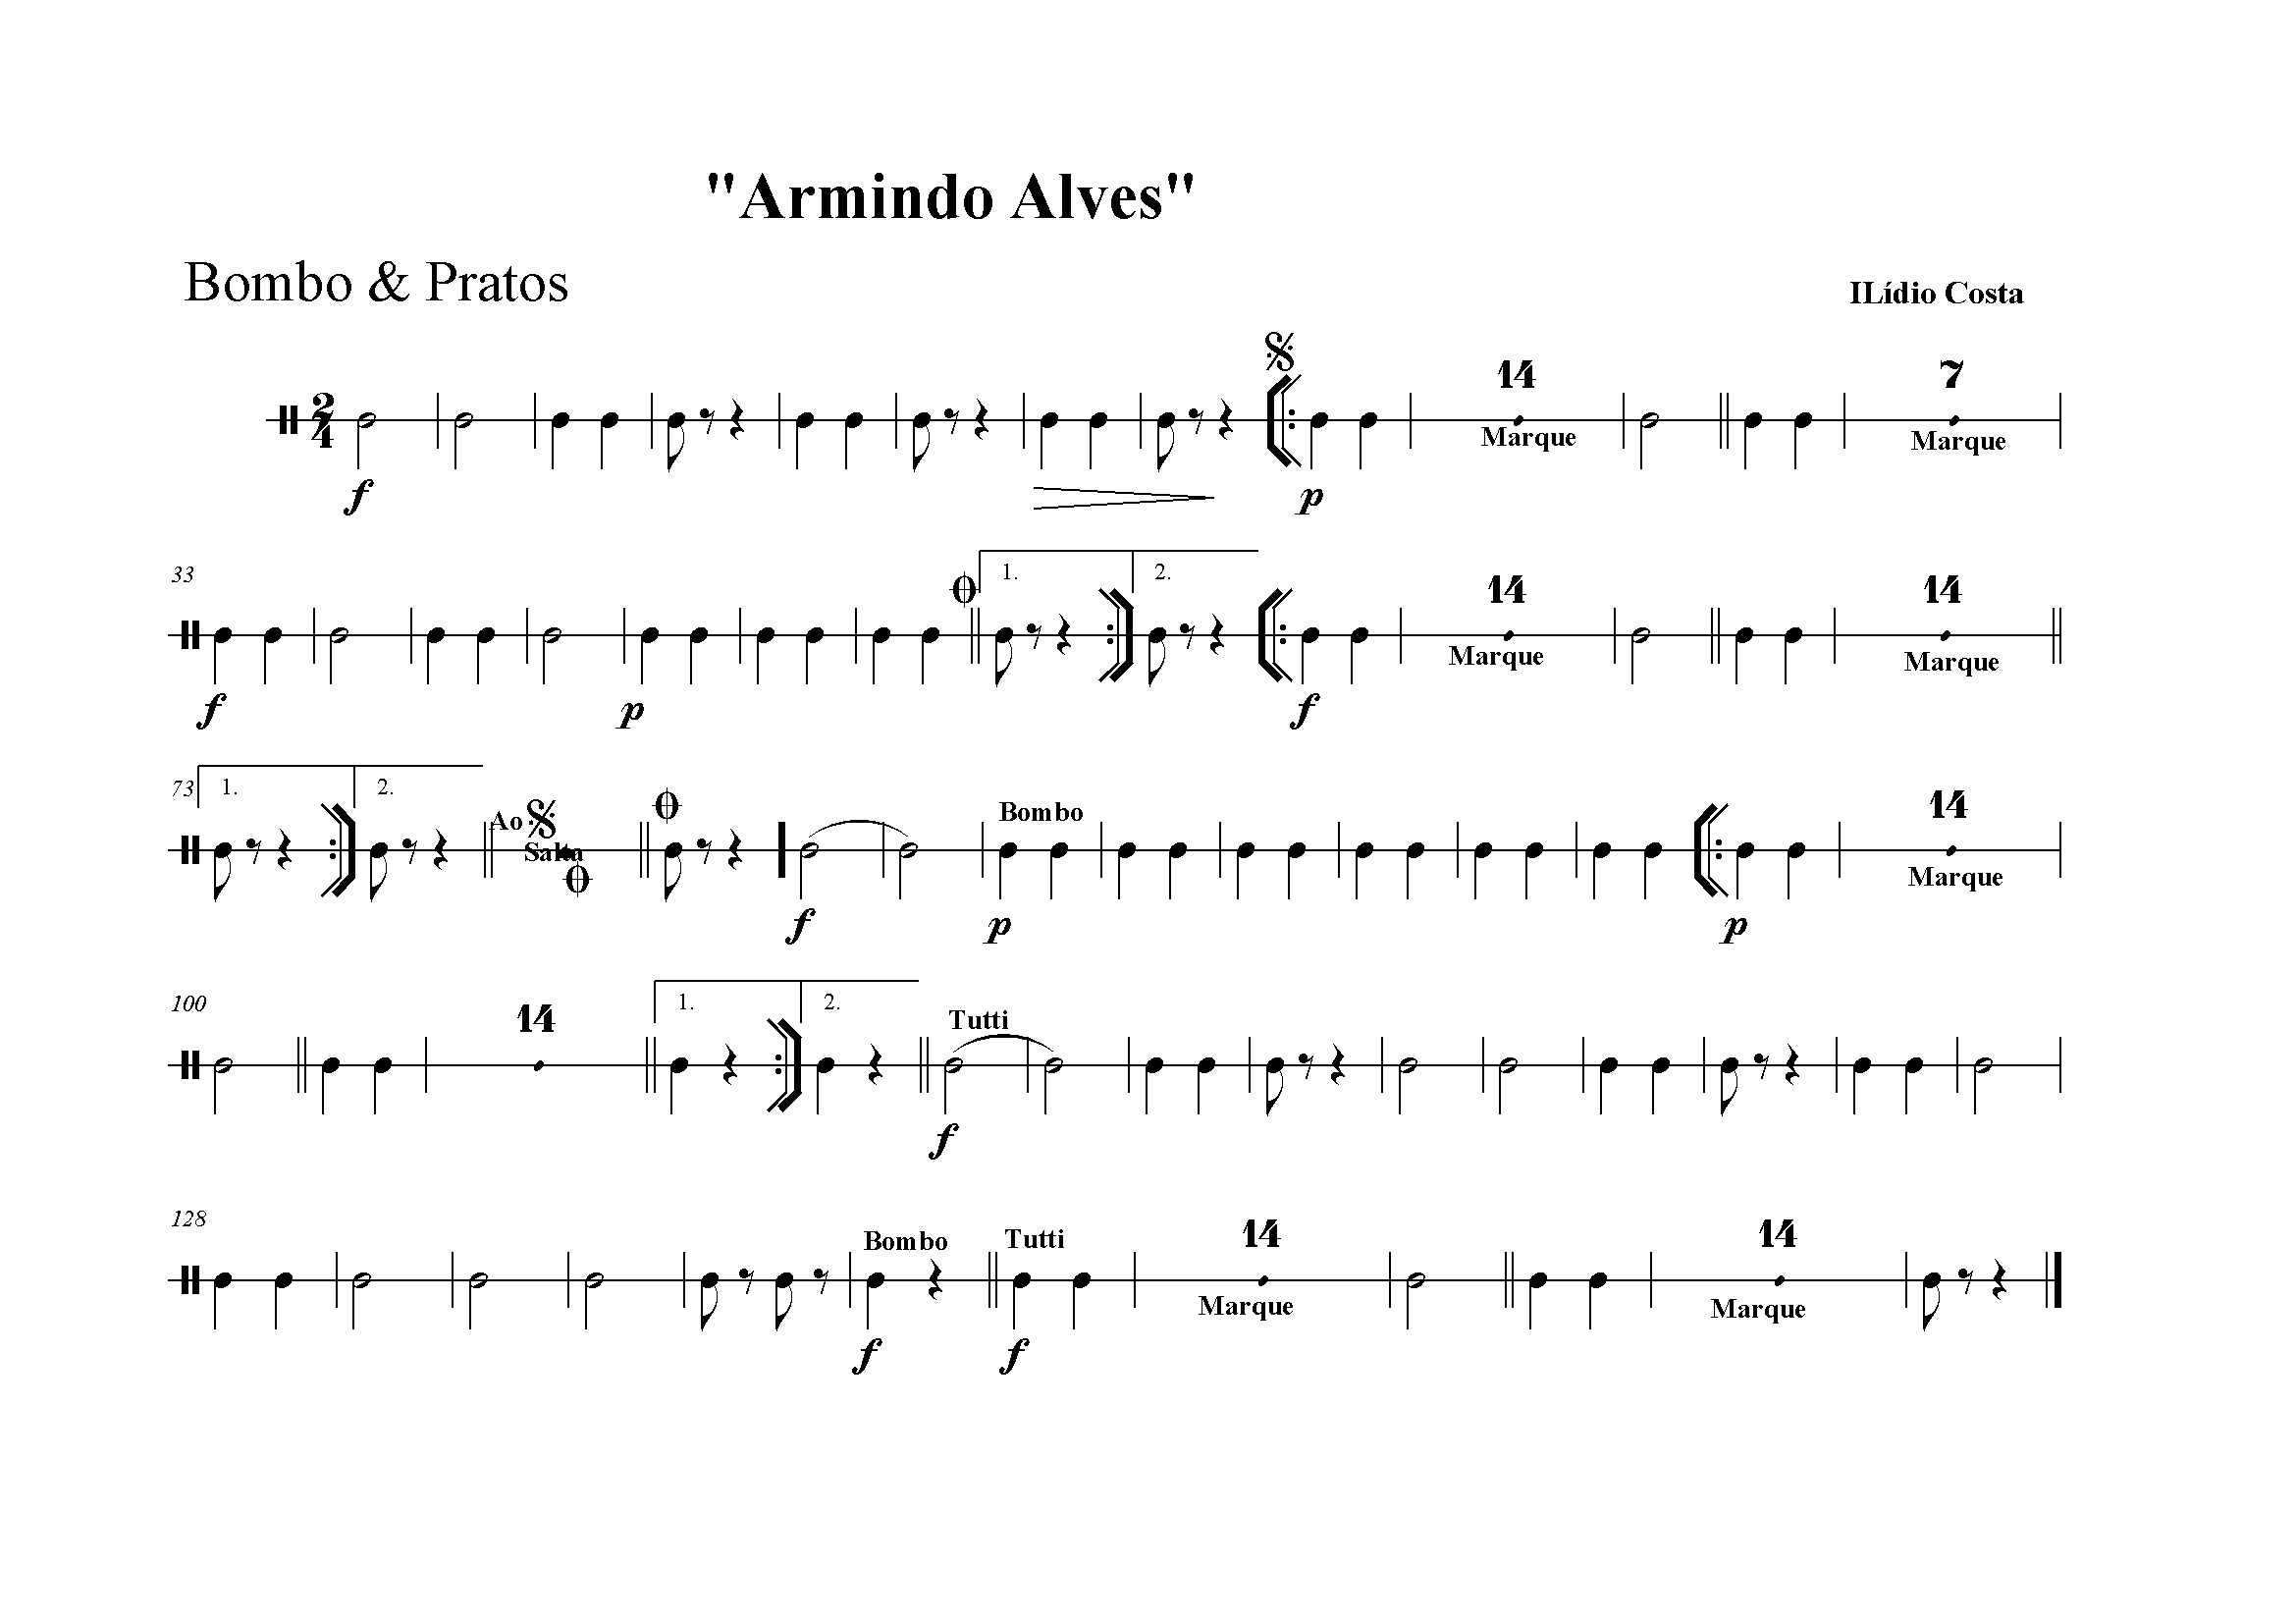 "Armindo Alves"
Bombo & Pratos
ILídio Costa
2
4
14
7
Marque
Marque
f
p
33
1.
2.
14
14
Marque
Marque
f
p
f
73
1.
2.
Ao
Salta
Bombo
14
Marque
f
p
p
100
14
1.
2.
Tutti
f
128
Bombo
Tutti
14
14
Marque
Marque
f
f